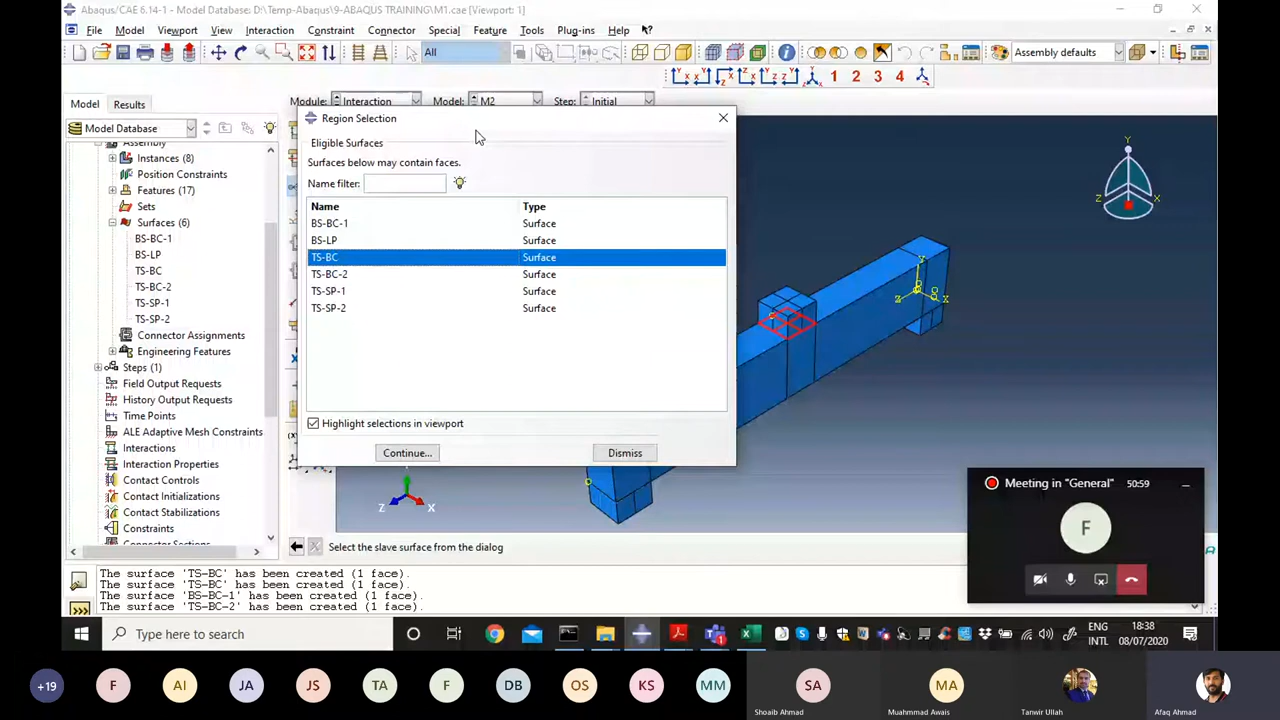 Abaqus/CAE 6.14-1 - Model Database: D:\Temp-Abaqus\9-ABAQUS TRAINING\M1.cae [Viewport: 1]
File Model Viewport View Interaction Constraint Connector Special Feature Tools Plug-ins Help
All
Assembly defaults
1 2 3 4
Model Results
Module: Interaction Model: M2 Step: Initial
Model Database
Assembly
Instances (8)
Position Constraints
Features (17)
Sets
Surfaces (6)
BS-BC-1
BS-LP
TS-BC
TS-BC-2
TS-SP-1
TS-SP-2
Connector Assignments
Engineering Features
Steps (1)
Field Output Requests
History Output Requests
Time Points
ALE Adaptive Mesh Constraints
Interactions
Interaction Properties
Contact Controls
Contact Initializations
Contact Stabilizations
Constraints
Connector Sections
Region Selection
Eligible Surfaces
Surfaces below may contain faces.
Name filter:
Name Type
BS-BC-1 Surface
BS-LP Surface
TS-BC Surface
TS-BC-2 Surface
TS-SP-1 Surface
TS-SP-2 Surface
Highlight selections in viewport
Continue... Dismiss
Y
Z X
Y
Z X
Z X
Select the slave surface from the dialog
The surface 'TS-BC' has been created (1 face).
The surface 'TS-BC' has been created (1 face).
The surface 'BS-BC-1' has been created (1 face).
The surface 'TS-BC-2' has been created (1 face).
Meeting in "General" 50:59
F
Type here to search
ENG
INTL
18:38
08/07/2020
+19 F AI JA JS TA F DB OS KS MM SA MA
Shoaib Ahmad Muahmmad Awais Tanwir Ullah Afaq Ahmad